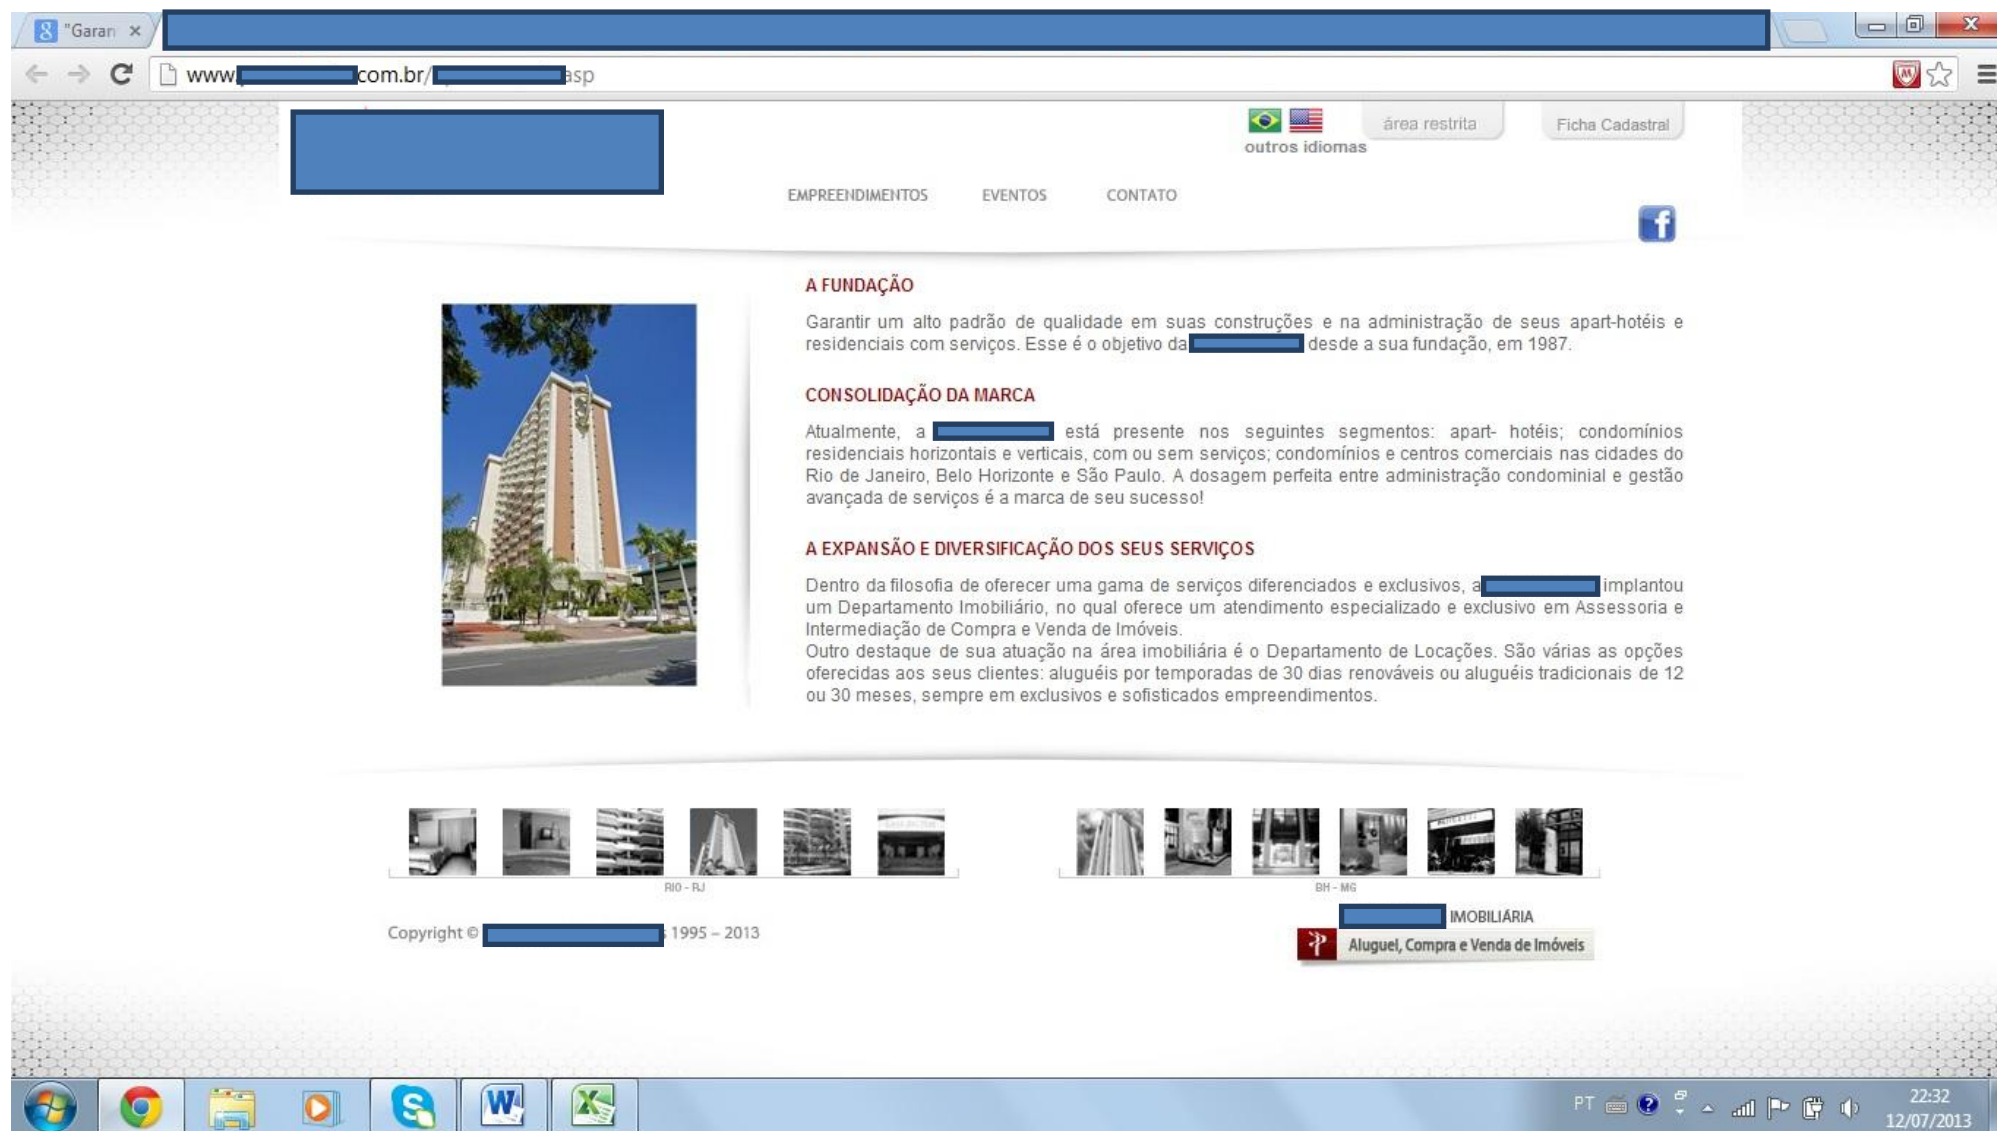 "Garan
www. com.br/ asp
outros idiomas
área restrita
Ficha Cadastral
EMPREENDIMENTOS EVENTOS CONTATO
A FUNDAÇÃO
Garantir um alto padrão de qualidade em suas construções e na administração de seus apart-hotéis e
residenciais com serviços. Esse é o objetivo da desde a sua fundação, em 1987.
CONSOLIDAÇÃO DA MARCA
Atualmente, a está presente nos seguintes segmentos: apart- hotéis; condomínios
residenciais horizontais e verticais, com ou sem serviços; condomínios e centros comerciais nas cidades do
Rio de Janeiro, Belo Horizonte e São Paulo. A dosagem perfeita entre administração condominial e gestão
avançada de serviços é a marca de seu sucesso!
A EXPANSÃO E DIVERSIFICAÇÃO DOS SEUS SERVIÇOS
Dentro da filosofia de oferecer uma gama de serviços diferenciados e exclusivos, a implantou
um Departamento Imobiliário, no qual oferece um atendimento especializado e exclusivo em Assessoria e
Intermediação de Compra e Venda de Imóveis.
Outro destaque de sua atuação na área imobiliária é o Departamento de Locações. São várias as opções
oferecidas aos seus clientes: aluguéis por temporadas de 30 dias renováveis ou aluguéis tradicionais de 12
ou 30 meses, sempre em exclusivos e sofisticados empreendimentos.
RIO - RJ
BH - MG
Copyright © 1995 – 2013
IMOBILIÁRIA
Aluguel, Compra e Venda de Imóveis
PT
22:32
12/07/2013